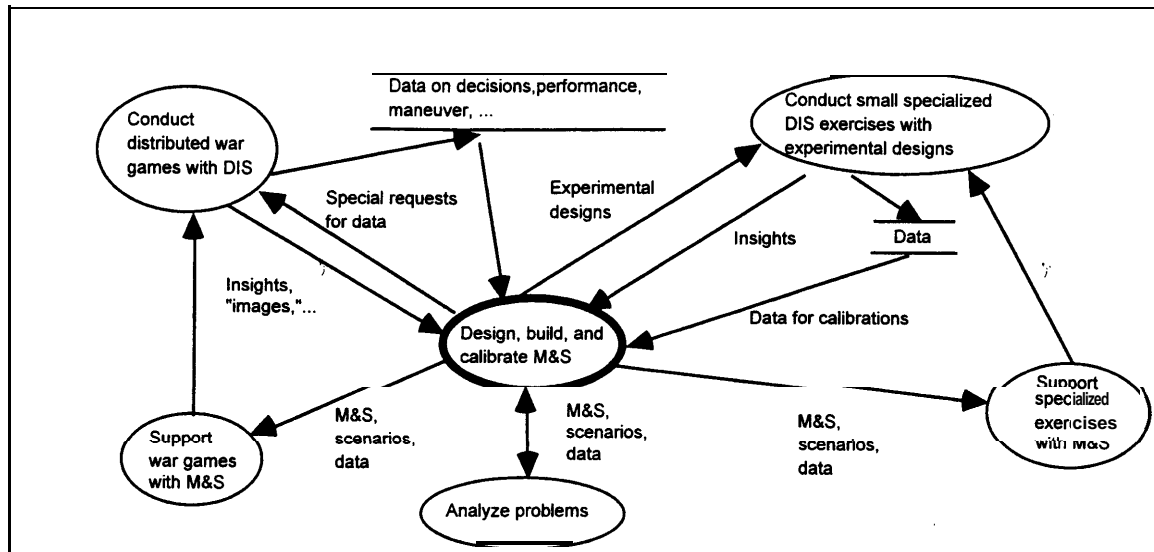 Data on decisions,performance,
maneuver, ...
Conduct
distributed war
games with DIS
Conduct small specialized
DIS exercises with
experimental designs
Special requests
for data
Experimental
designs
Insights
Data
Insights,
"images,"...
Data for calibrations
Design, build, and
calibrate M&S
Support
war games
with M&S
M&S,
scenarios,
data
M&S,
scenarios,
data
M&S,
scenarios,
data
Support
specialized
exercises
with M&S
Analyze problems